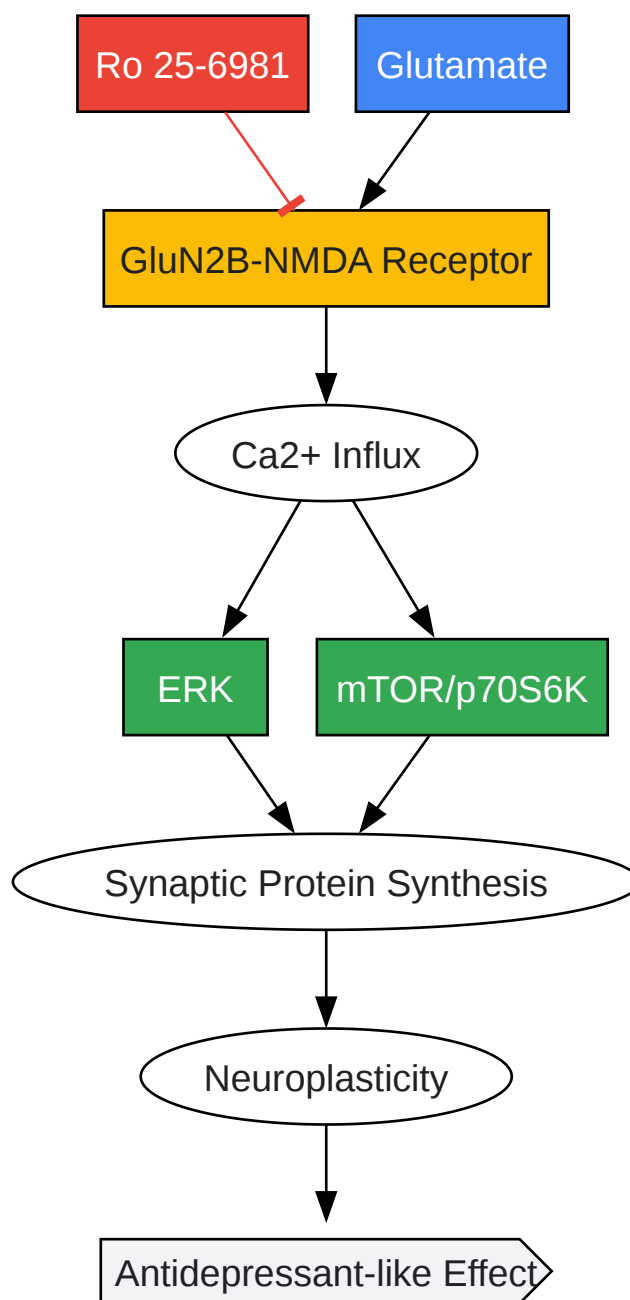 Ro 25-6981
Glutamate
GluN2B-NMDA Receptor
Ca2+ Influx
ERK
mTOR/p70S6K
Synaptic Protein Synthesis
Neuroplasticity
Antidepressant-like Effect